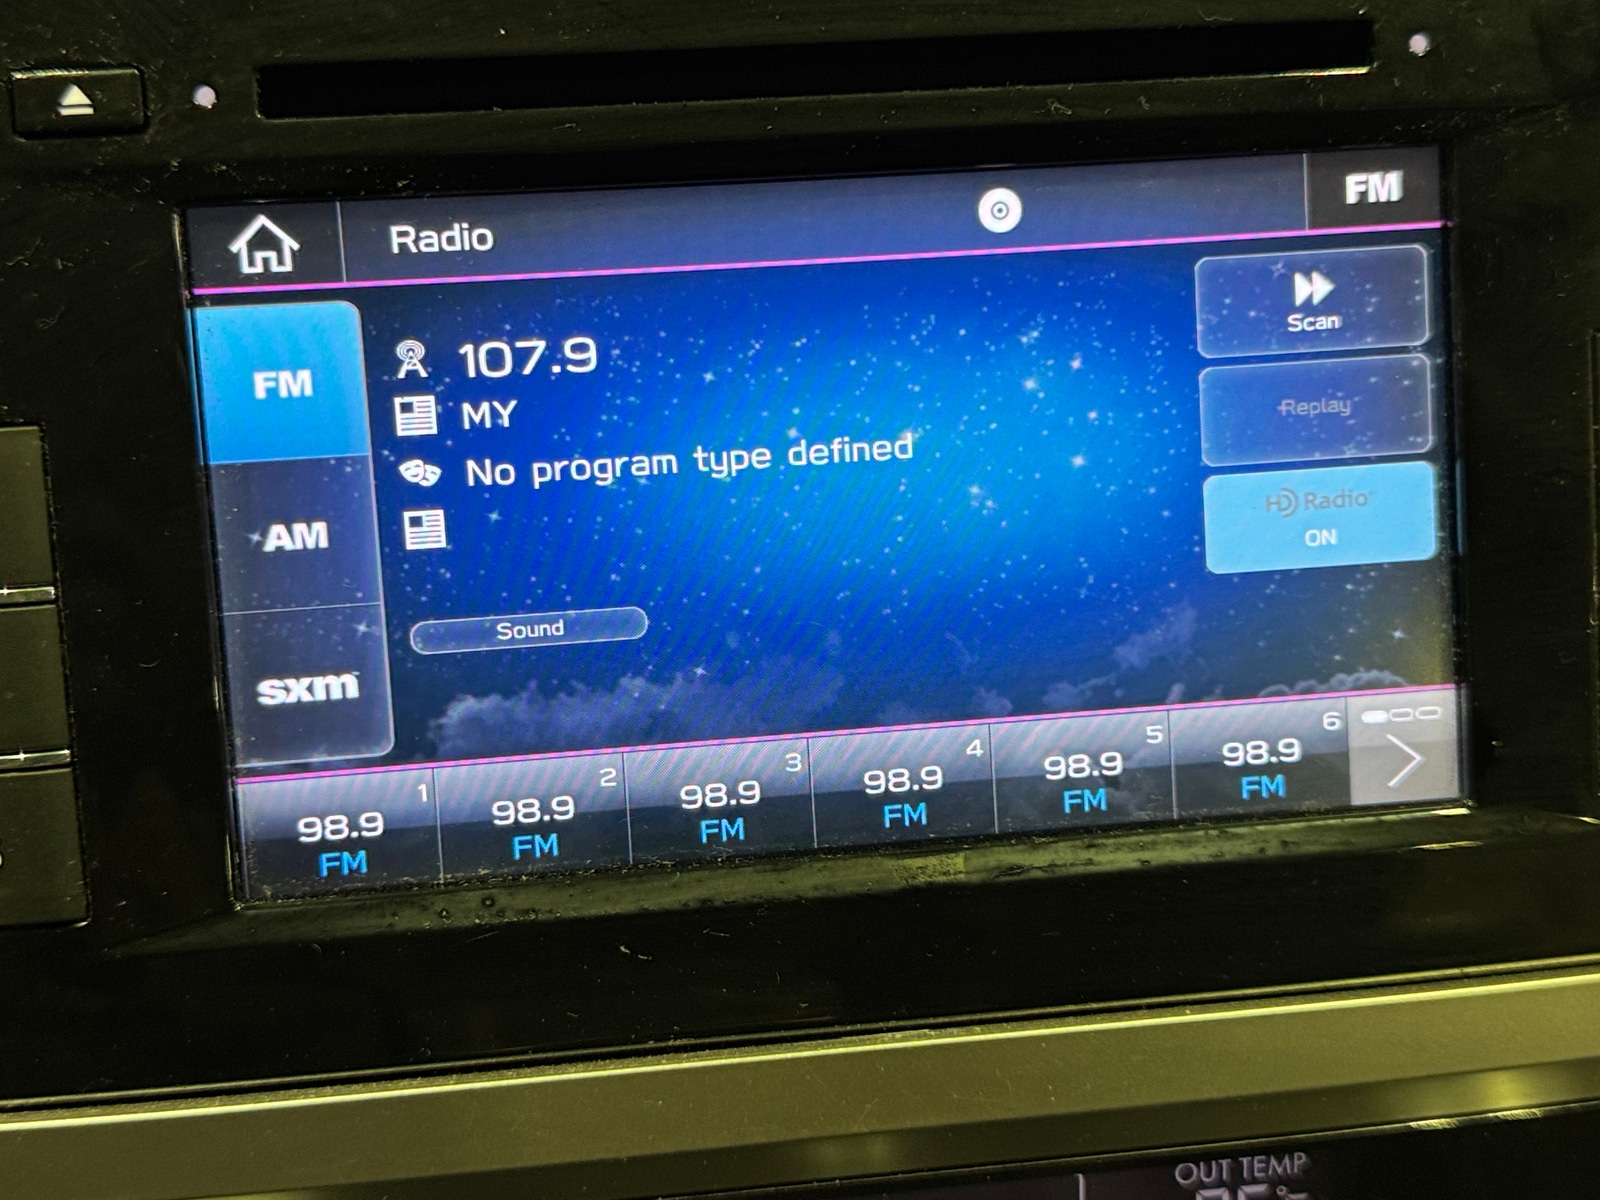 Radio
FM
FM
AM
sxm
107.9
MY
No program type defined
Sound
Scan
Replay
HD Radio
ON
1
98.9
FM
2
98.9
FM
3
98.9
FM
4
98.9
FM
5
98.9
FM
6
98.9
FM
OUT TEMP